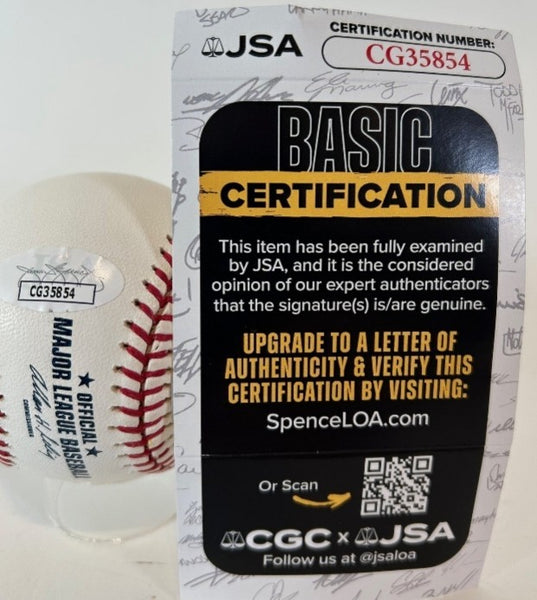 JSA
CERTIFICATION NUMBER:
CG35854
BASIC
CERTIFICATION
This item has been fully examined
by JSA, and it is the considered
opinion of our expert authenticators
that the signature(s) is/are genuine.
UPGRADE TO A LETTER OF
AUTHENTICITY & VERIFY THIS
CERTIFICATION BY VISITING:
SpenceLOA.com
Or Scan
CGC x JSA
Follow us at @jsaloa
CG35854
OFFICIAL
MAJOR LEAGUE BASEBALL
COMMISSIONER